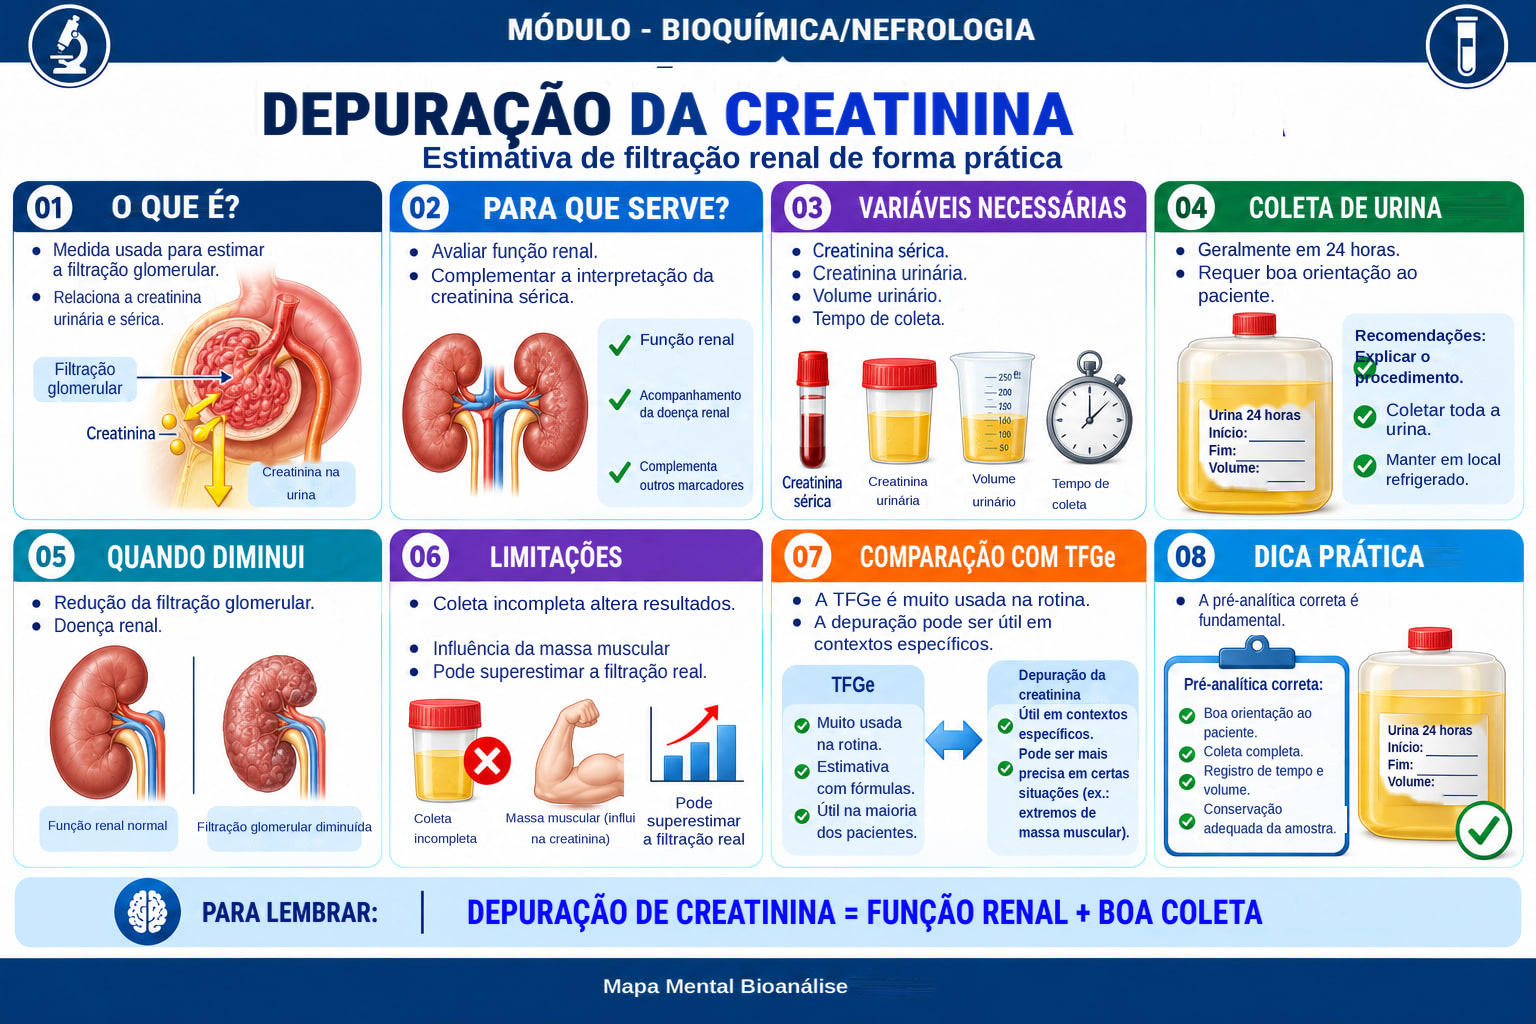 MÓDULO - BIOQUÍMICA/NEFROLOGIA
DEPURAÇÃO DA CREATININA
Estimativa de filtração renal de forma prática
01 O QUE É?
Medida usada para estimar
a filtração glomerular.
Relaciona a creatinina
urinária e sérica.
Filtração
glomerular
Creatinina
Creatinina na
urina
02 PARA QUE SERVE?
Avaliar função renal.
Complementar a interpretação da
creatinina sérica.
Função renal
Acompanhamento
da doença renal
Complementa
outros marcadores
03 VARIÁVEIS NECESSÁRIAS
Creatinina sérica.
Creatinina urinária.
Volume urinário.
Tempo de coleta.
250
200
100
50
Creatinina
sérica
Creatinina
urinária
Volume
urinário
Tempo de
coleta
04 COLETA DE URINA
Geralmente em 24 horas.
Requer boa orientação ao
paciente.
Urina 24 horas
Início:
Fim:
Volume:
Recomendações:
Explicar o
procedimento.
Coletar toda a
urina.
Manter em local
refrigerado.
05 QUANDO DIMINUI
Redução da filtração glomerular.
Doença renal.
Função renal normal
Filtração glomerular diminuída
06 LIMITAÇÕES
Coleta incompleta altera resultados.
Influência da massa muscular
Pode superestimar a filtração real.
Coleta
incompleta
Massa muscular (influi
na creatinina)
Pode
superestimar
a filtração real
07 COMPARAÇÃO COM TFGe
A TFGe é muito usada na rotina.
A depuração pode ser útil em
contextos específicos.
TFGe
Muito usada
na rotina.
Estimativa
com fórmulas.
Útil na maioria
dos pacientes.
Depuração da
creatinina
Útil em contextos
específicos.
Pode ser mais
precisa em certas
situações (ex.:
extremos de
massa muscular).
08 DICA PRÁTICA
A pré-analítica correta é
fundamental.
Pré-analítica correta:
Boa orientação ao
paciente.
Coleta completa.
Registro de tempo e
volume.
Conservação
adequada da amostra.
Urina 24 horas
Início:
Fim:
Volume:
PARA LEMBRAR:
DEPURAÇÃO DE CREATININA = FUNÇÃO RENAL + BOA COLETA
Mapa Mental Bioanálise